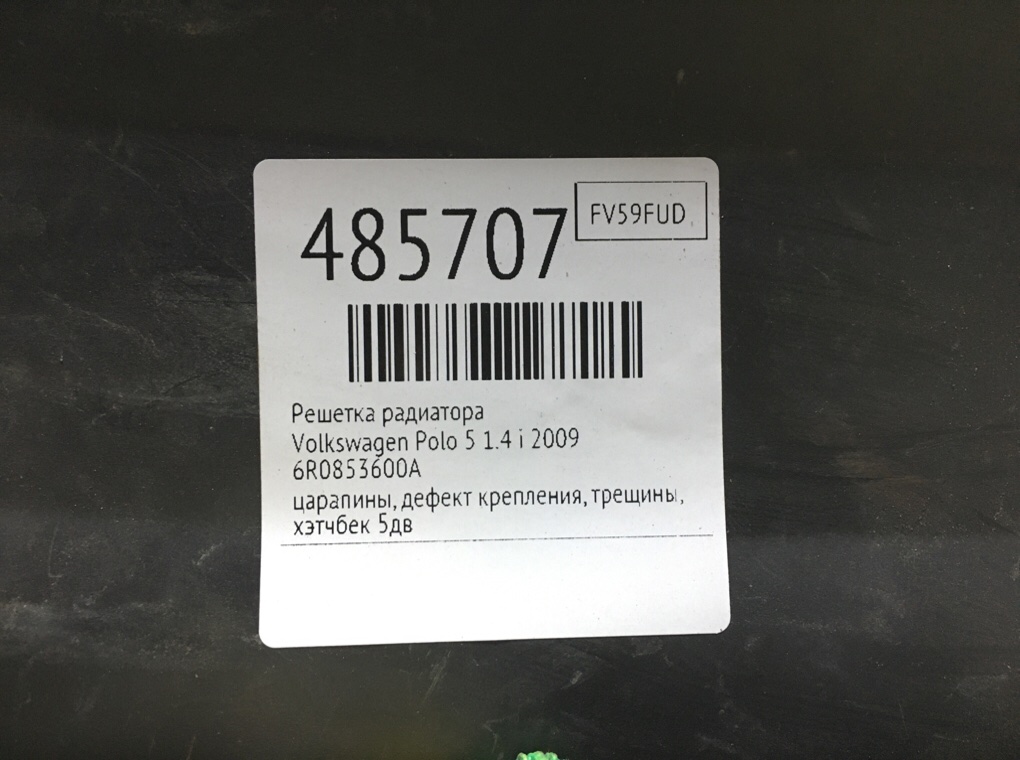 485707
FV59FUD
Решетка радиатора
Volkswagen Polo 5 1.4 i 2009
6R0853600A
царапины, дефект крепления, трещины,
хэтчбек 5дв